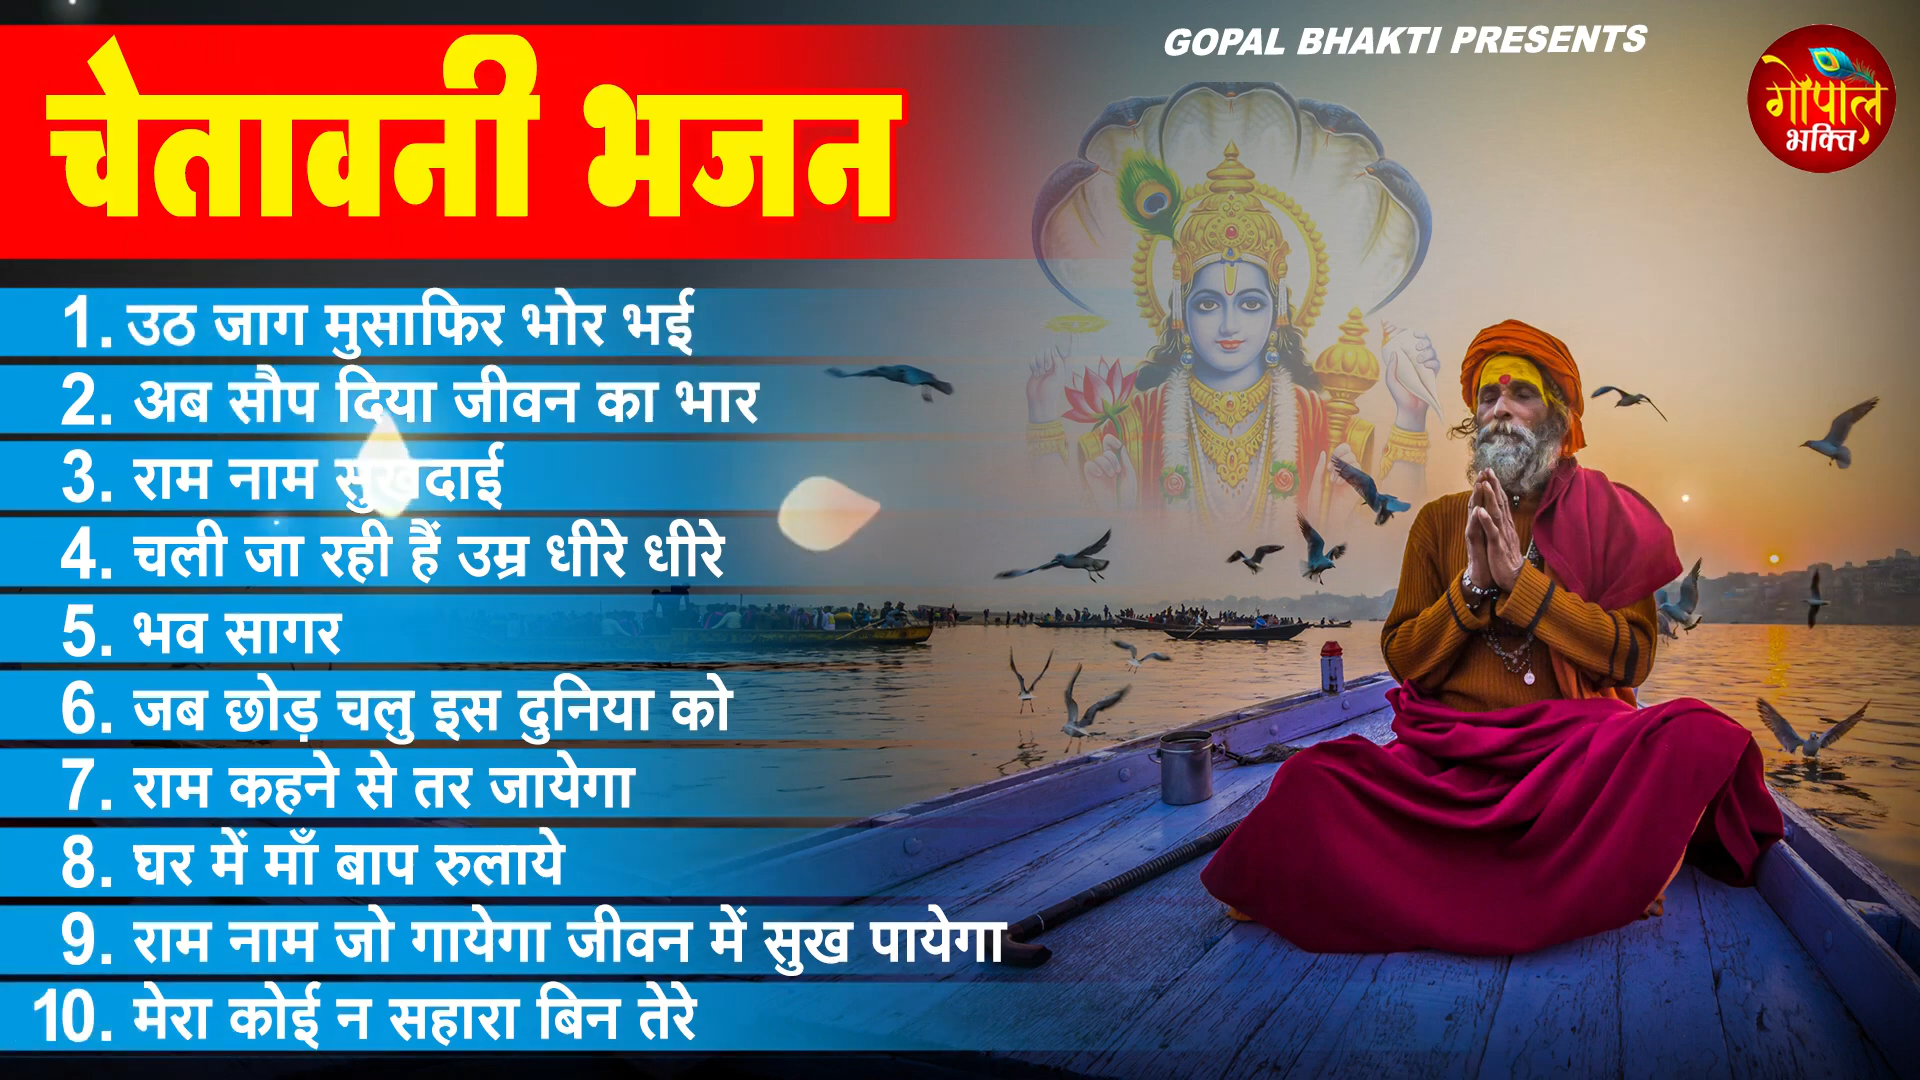 GOPAL BHAKTI PRESENTS
गोपाल
भक्ति
चेतावनी भजन
1. उठ जाग मुसाफिर भोर भई
2. अब सौप दिया जीवन का भार
3. राम नाम सुखदाई
4. चली जा रही हैं उम्र धीरे धीरे
5. भव सागर
6. जब छोड़ चलु इस दुनिया को
7. राम कहने से तर जायेगा
8. घर में माँ बाप रुलाये
9. राम नाम जो गायेगा जीवन में सुख पायेगा
10. मेरा कोई न सहारा बिन तेरे